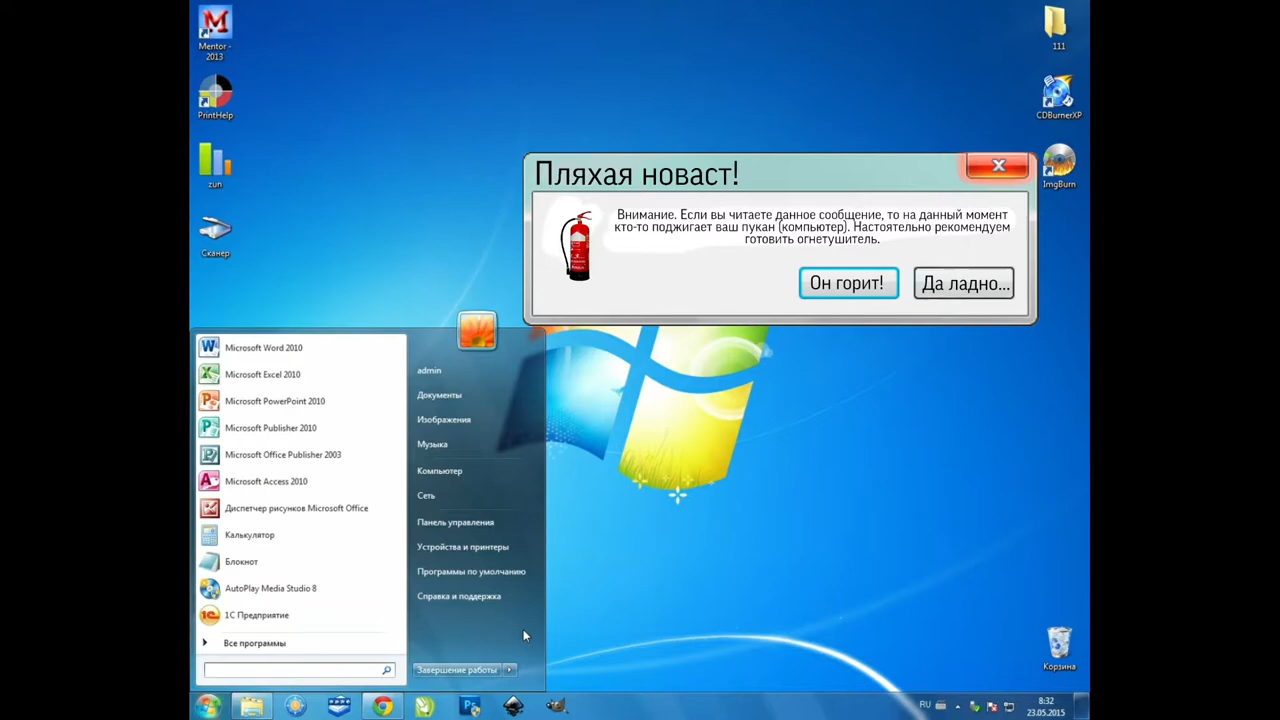 Mentor -
2013
PrintHelp
zun
Сканер
111
CDBurnerXP
ImgBurn
Пляхая новаст!
Внимание. Если вы читаете данное сообщение, то на данный момент
кто-то поджигает ваш пукан (компьютер). Настоятельно рекомендуем
готовить огнетушитель.
Он горит!
Да ладно...
Microsoft Word 2010
Microsoft Excel 2010
Microsoft PowerPoint 2010
Microsoft Publisher 2010
Microsoft Office Publisher 2003
Microsoft Access 2010
Диспетчер рисунков Microsoft Office
Калькулятор
Блокнот
AutoPlay Media Studio 8
1С Предприятие
Все программы
admin
Документы
Изображения
Музыка
Компьютер
Сеть
Панель управления
Устройства и принтеры
Программы по умолчанию
Справка и поддержка
Завершение работы
Корзина
RU
8:32
23.05.2015